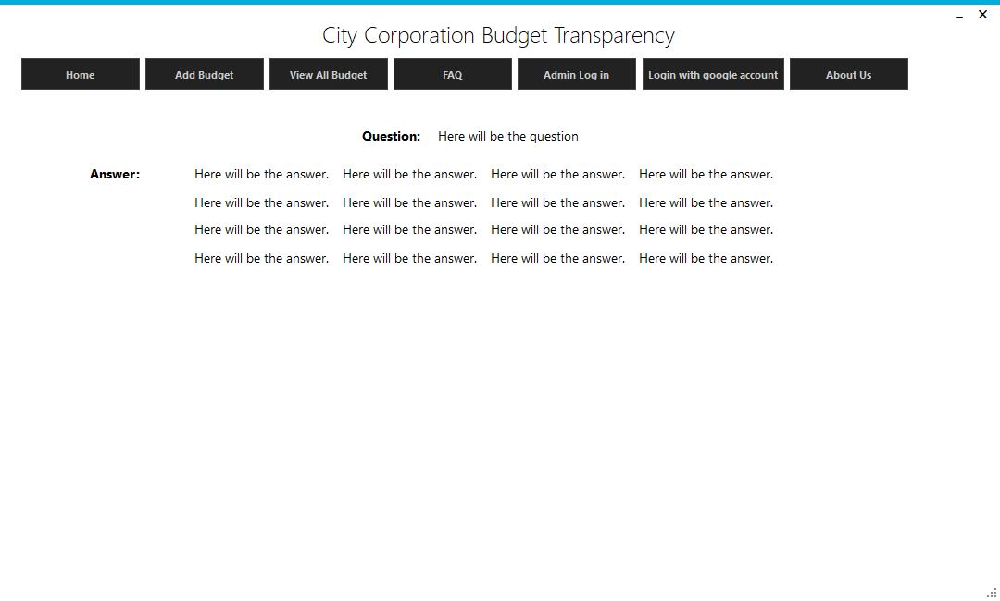 City Corporation Budget Transparency
Home Add Budget View All Budget FAQ Admin Log in Login with google account About Us
Question: Here will be the question
Answer: Here will be the answer. Here will be the answer. Here will be the answer. Here will be the answer.
Here will be the answer. Here will be the answer. Here will be the answer. Here will be the answer.
Here will be the answer. Here will be the answer. Here will be the answer. Here will be the answer.
Here will be the answer. Here will be the answer. Here will be the answer. Here will be the answer.